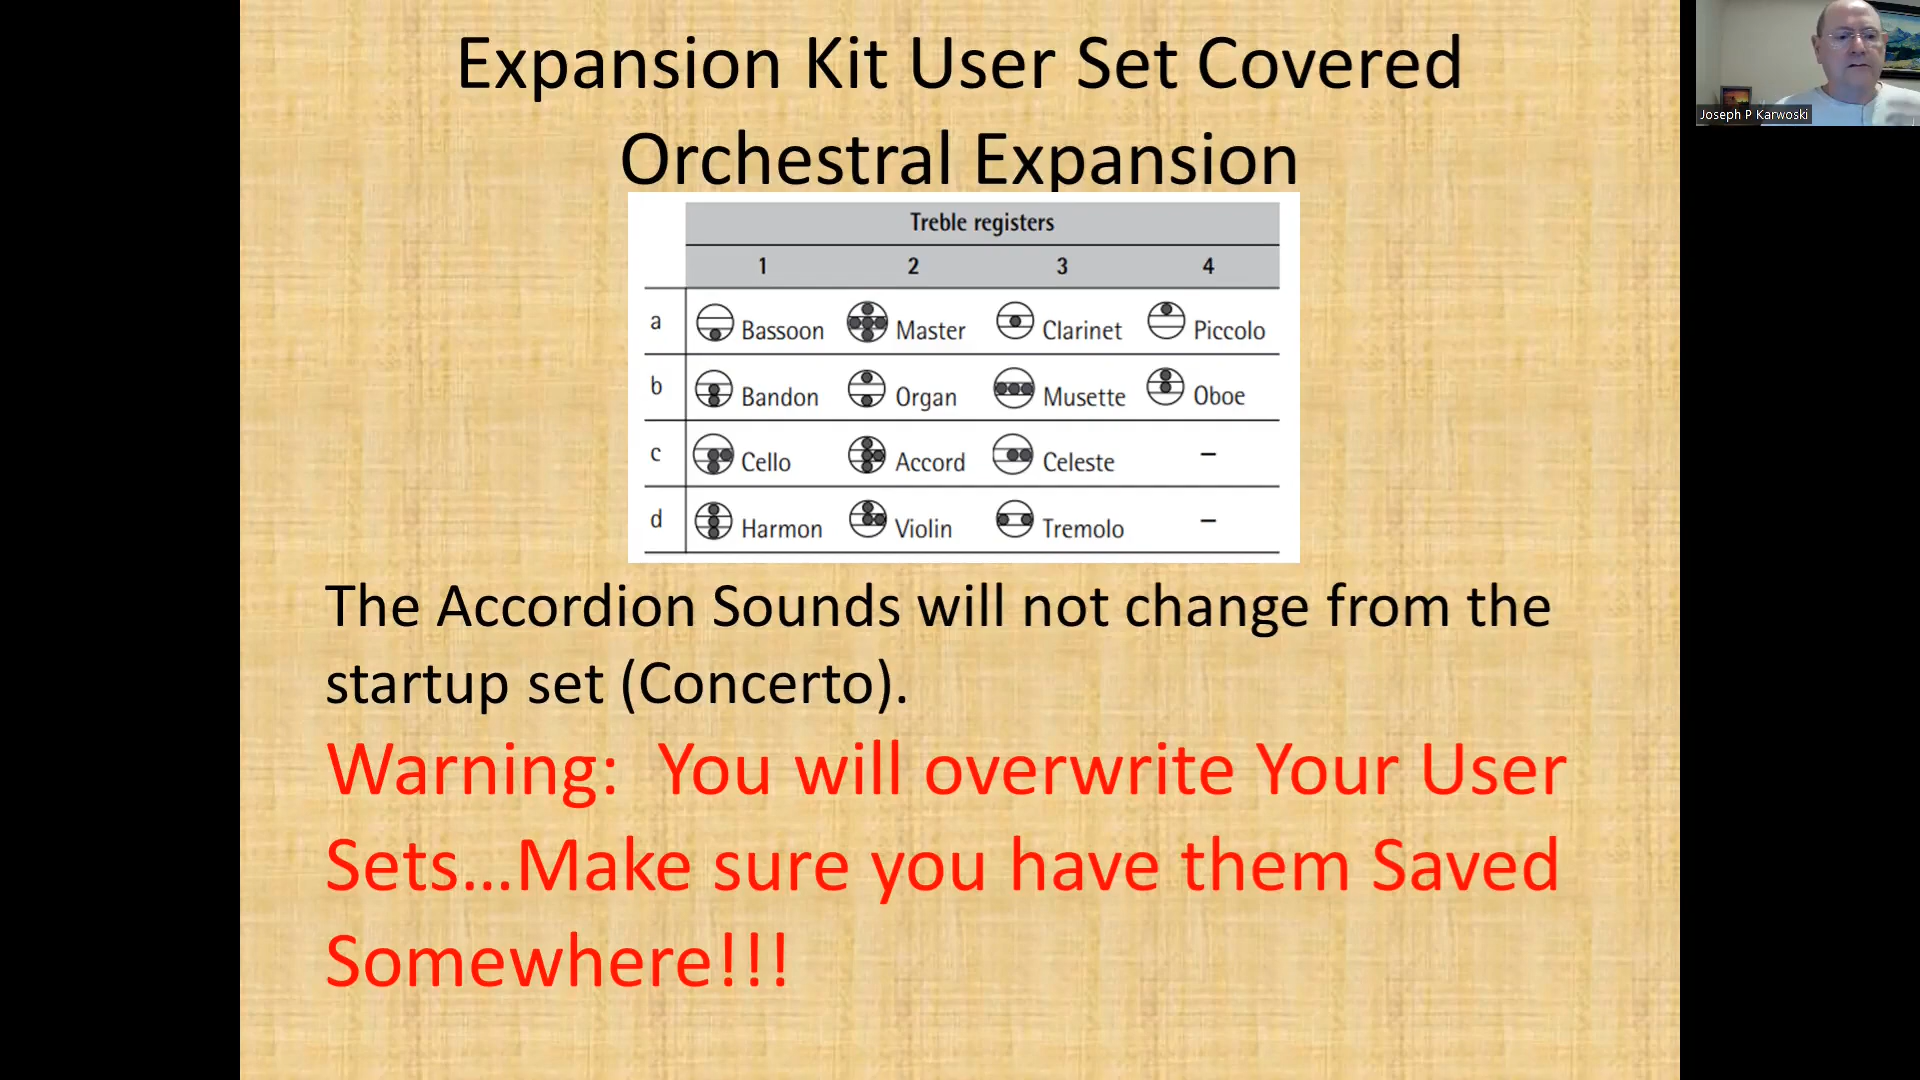 Expansion Kit User Set Covered
Orchestral Expansion
Treble registers
1 2 3 4
a Bassoon Master Clarinet Piccolo
b Bandon Organ Musette Oboe
c Cello Accord Celeste –
d Harmon Violin Tremolo –
The Accordion Sounds will not change from the
startup set (Concerto).
Warning:  You will overwrite Your User
Sets...Make sure you have them Saved
Somewhere!!!
Joseph P Karwoski